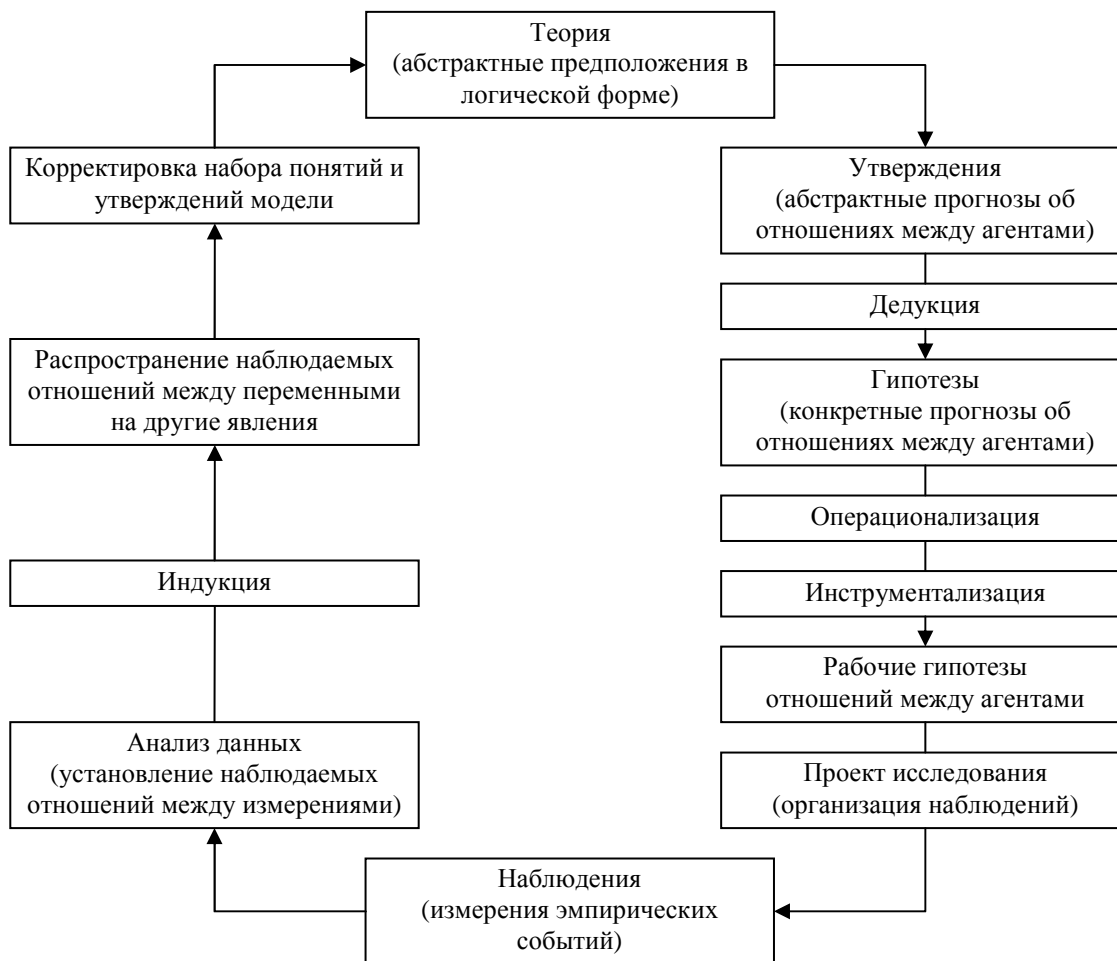 Теория
(абстрактные предположения в
логической форме)
Утверждения
(абстрактные прогнозы об
отношениях между агентами)
Дедукция
Гипотезы
(конкретные прогнозы об
отношениях между агентами)
Операционализация
Инструментализация
Рабочие гипотезы
отношений между агентами
Проект исследования
(организация наблюдений)
Наблюдения
(измерения эмпирических
событий)
Анализ данных
(установление наблюдаемых
отношений между измерениями)
Индукция
Распространение наблюдаемых
отношений между переменными
на другие явления
Корректировка набора понятий и
утверждений модели